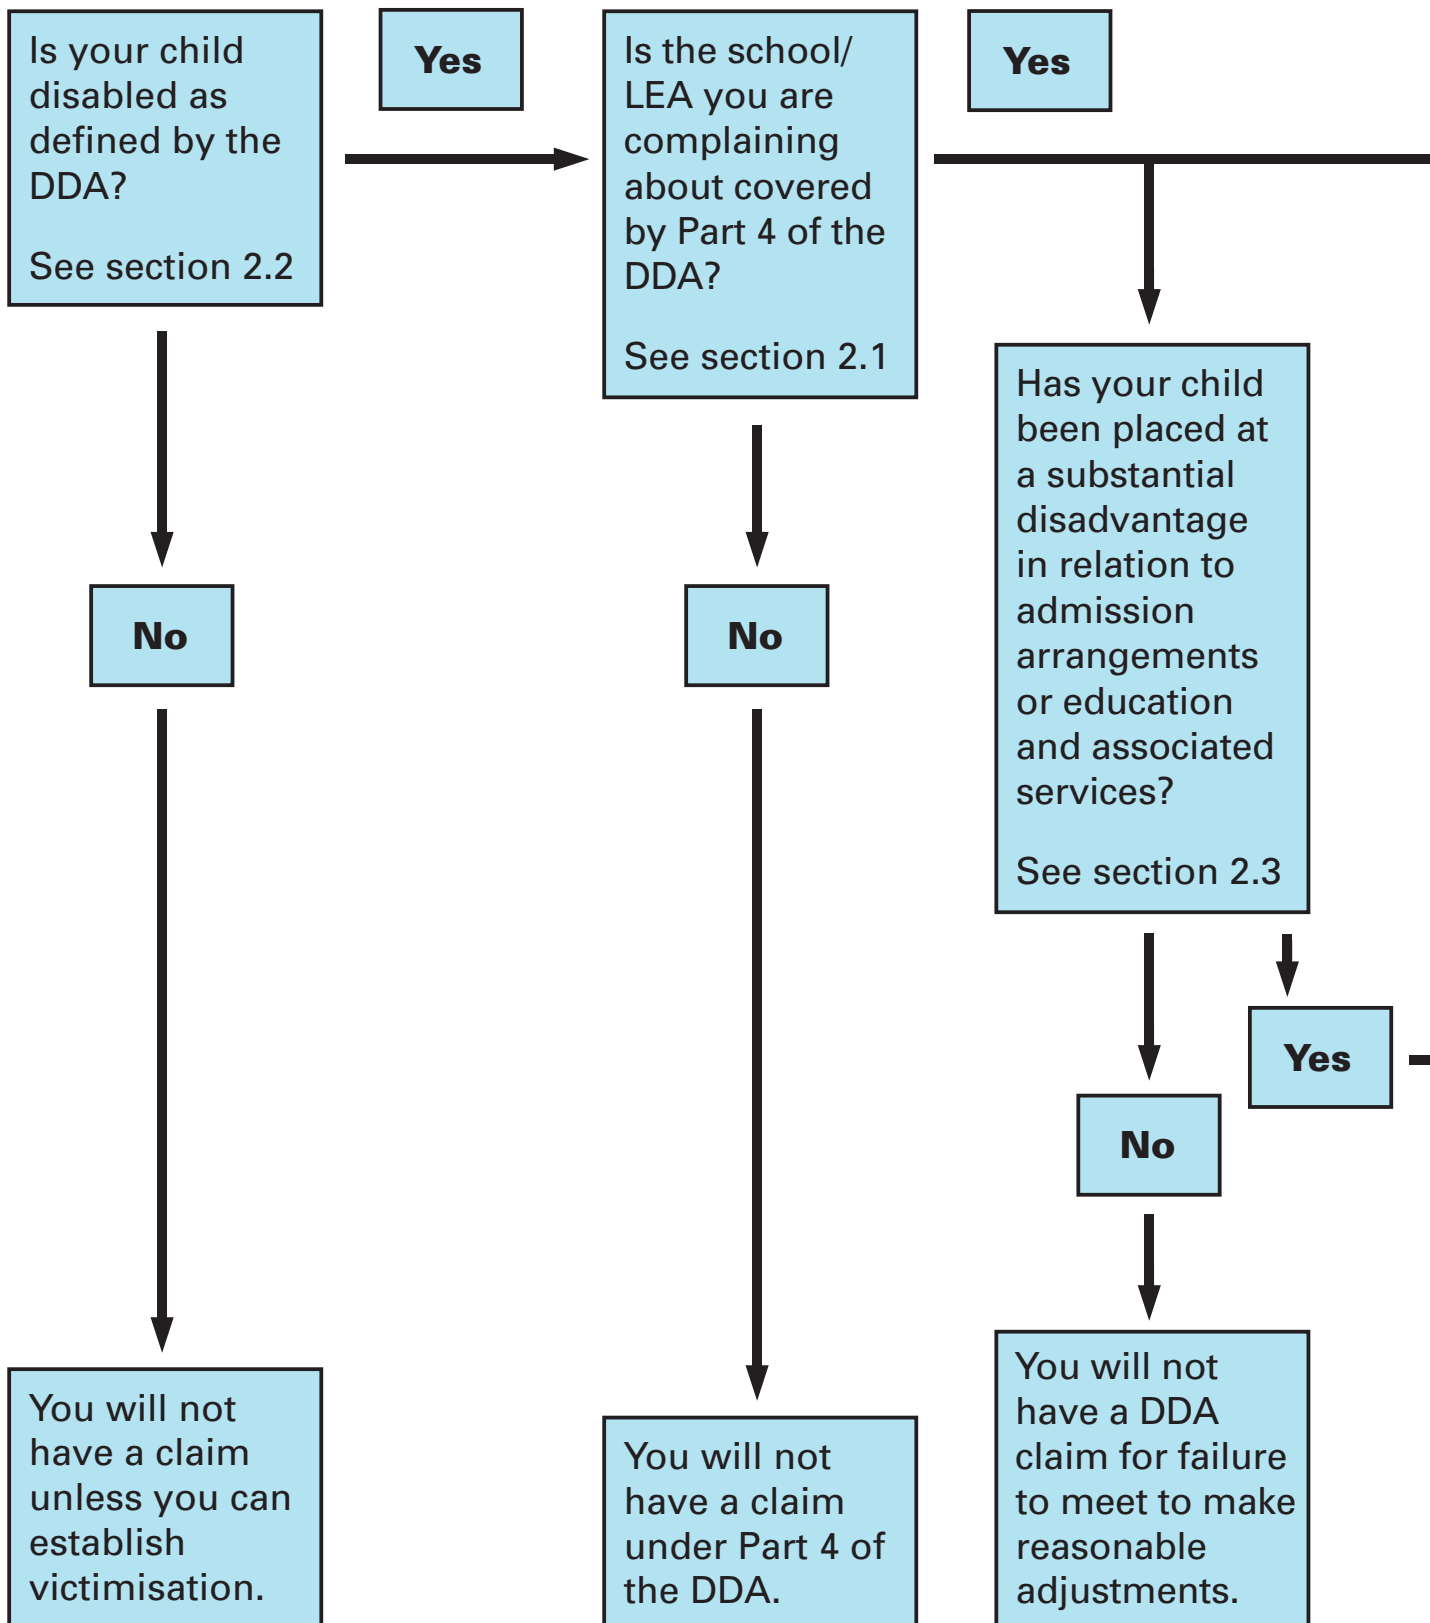 Is your child
disabled as
defined by the
DDA?
See section 2.2
Yes
Is the school/
LEA you are
complaining
about covered
by Part 4 of the
DDA?
See section 2.1
Yes
Has your child
been placed at
a substantial
disadvantage
in relation to
admission
arrangements
or education
and associated
services?
See section 2.3
No
No
Yes
No
You will not
have a claim
unless you can
establish
victimisation.
You will not
have a claim
under Part 4 of
the DDA.
You will not
have a DDA
claim for failure
to meet to make
reasonable
adjustments.